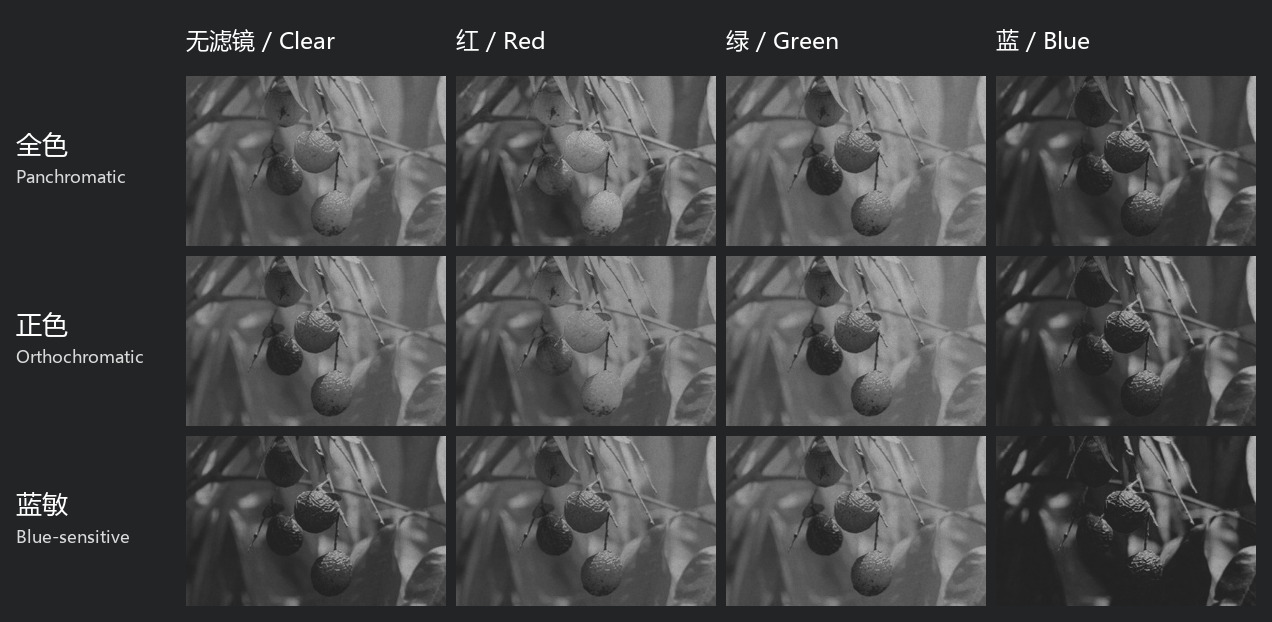 无滤镜 / Clear
红 / Red
绿 / Green
蓝 / Blue
全色
Panchromatic
正色
Orthochromatic
蓝敏
Blue-sensitive